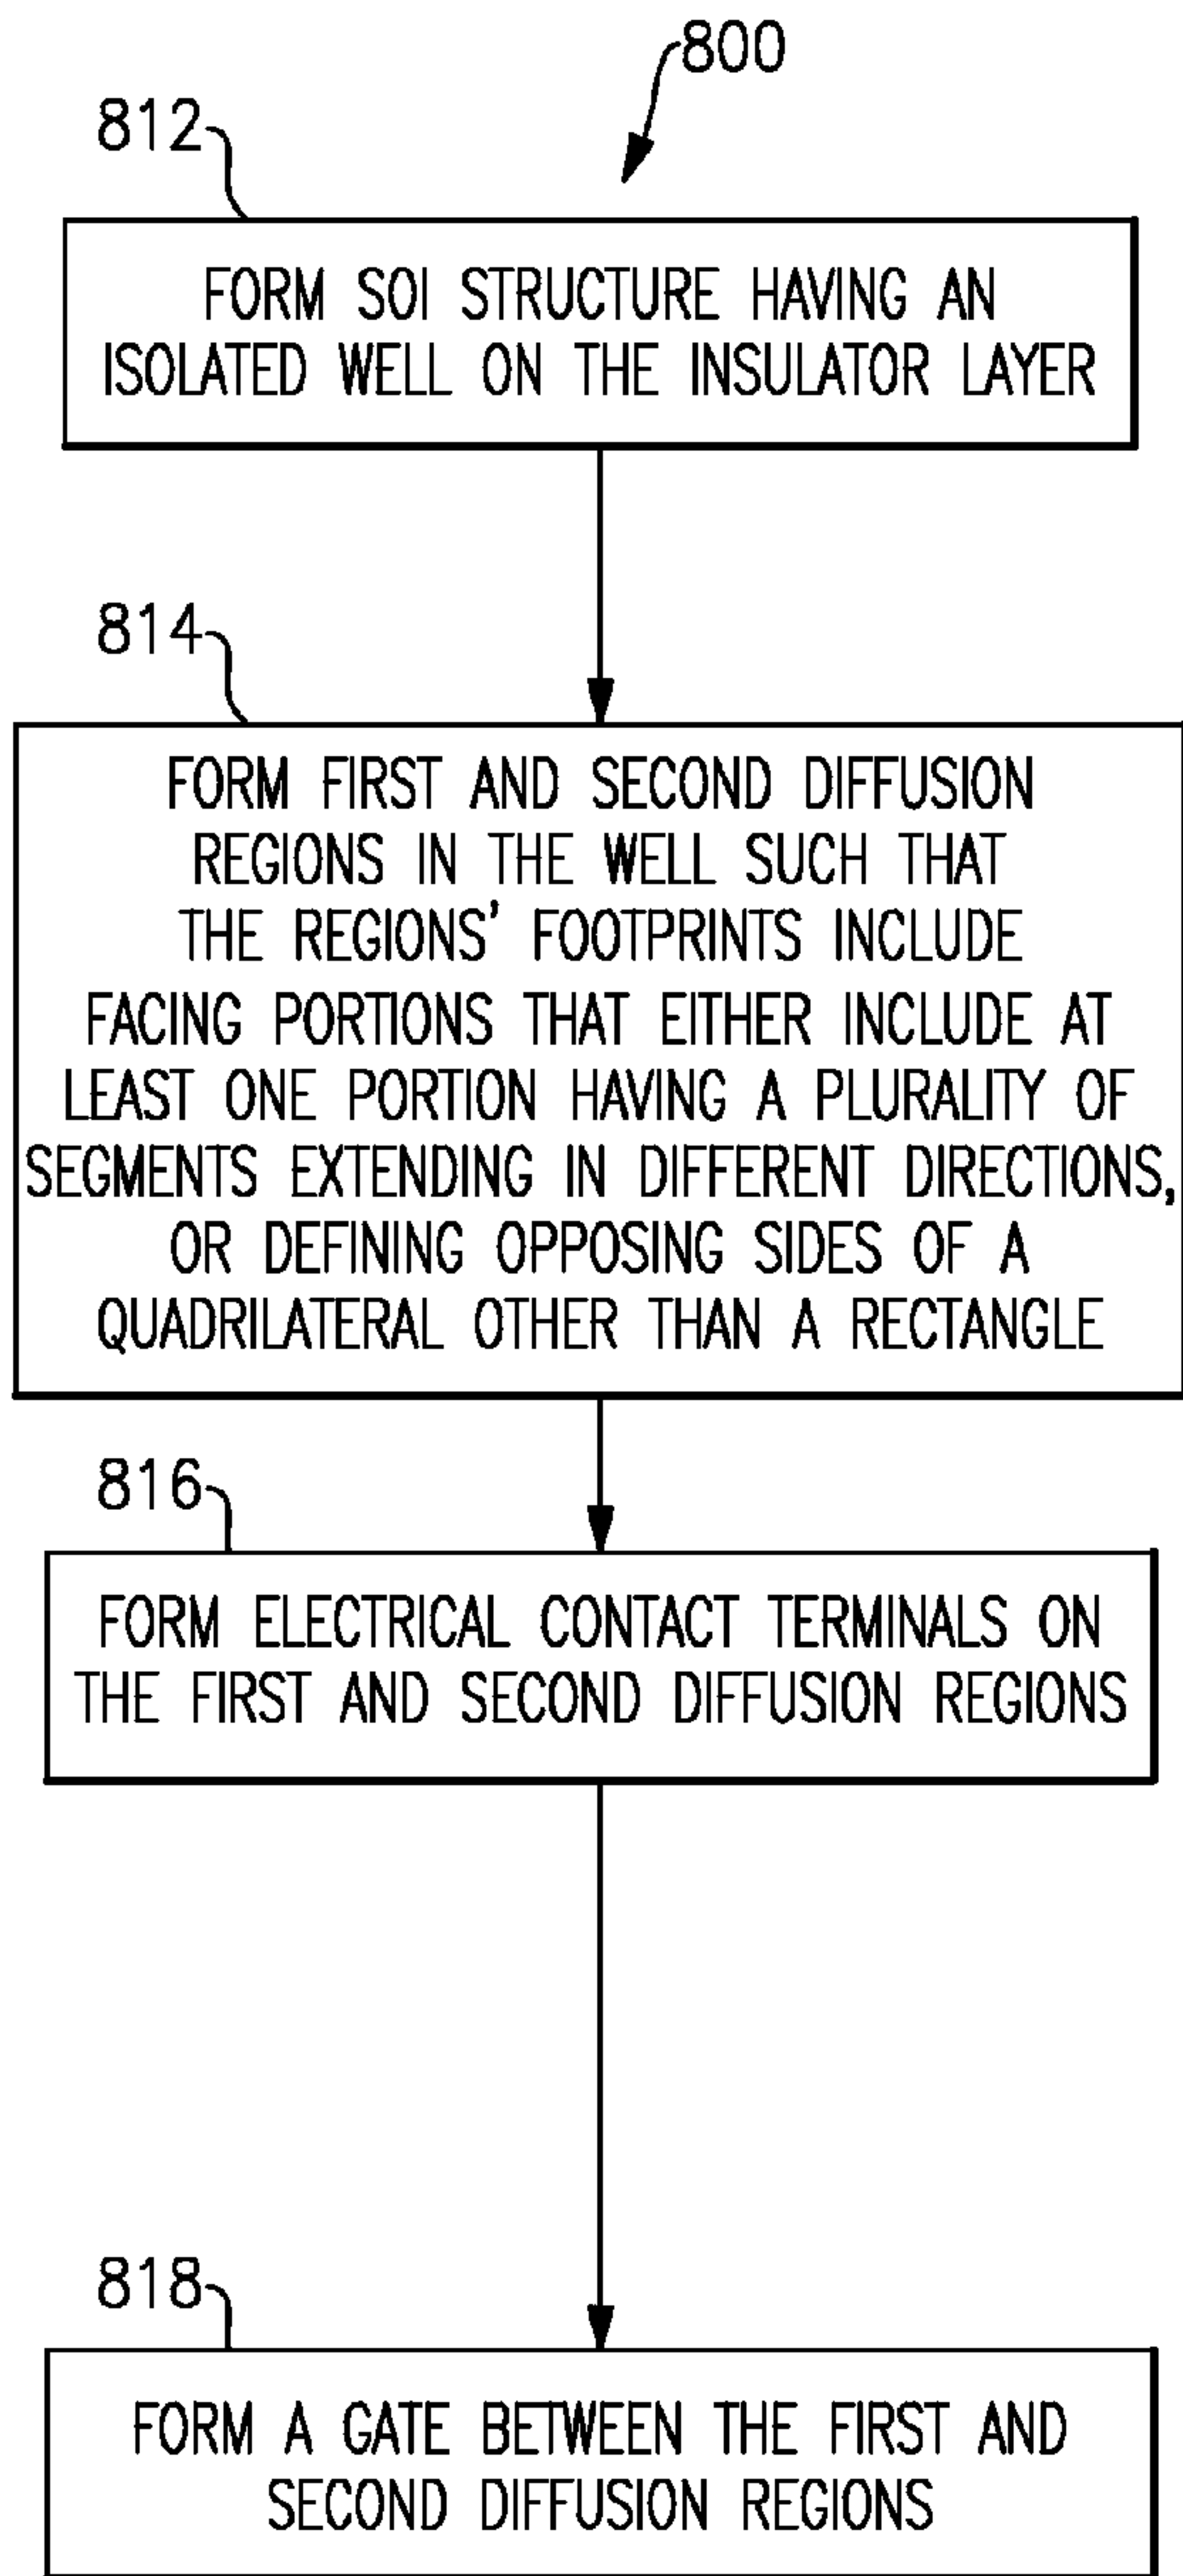 800
812
FORM SOI STRUCTURE HAVING AN
ISOLATED WELL ON THE INSULATOR LAYER
814
FORM FIRST AND SECOND DIFFUSION
REGIONS IN THE WELL SUCH THAT
THE REGIONS' FOOTPRINTS INCLUDE
FACING PORTIONS THAT EITHER INCLUDE AT
LEAST ONE PORTION HAVING A PLURALITY OF
SEGMENTS EXTENDING IN DIFFERENT DIRECTIONS,
OR DEFINING OPPOSING SIDES OF A
QUADRILATERAL OTHER THAN A RECTANGLE
816
FORM ELECTRICAL CONTACT TERMINALS ON
THE FIRST AND SECOND DIFFUSION REGIONS
818
FORM A GATE BETWEEN THE FIRST AND
SECOND DIFFUSION REGIONS